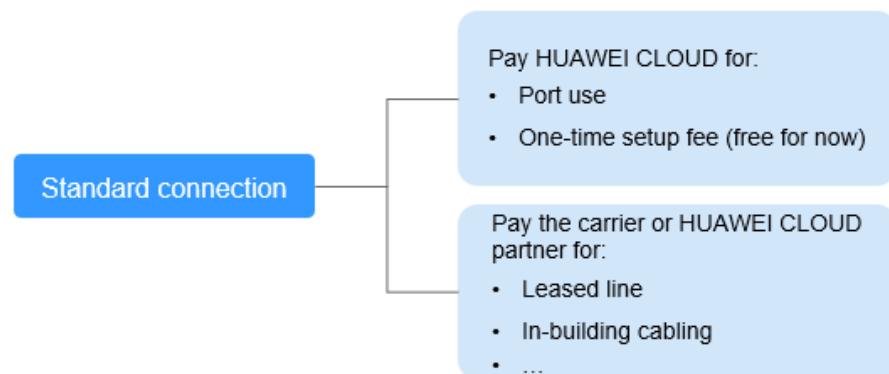 Standard connection
Pay HUAWEI CLOUD for:
• Port use
• One-time setup fee (free for now)
Pay the carrier or HUAWEI CLOUD
partner for:
• Leased line
• In-building cabling
• ...